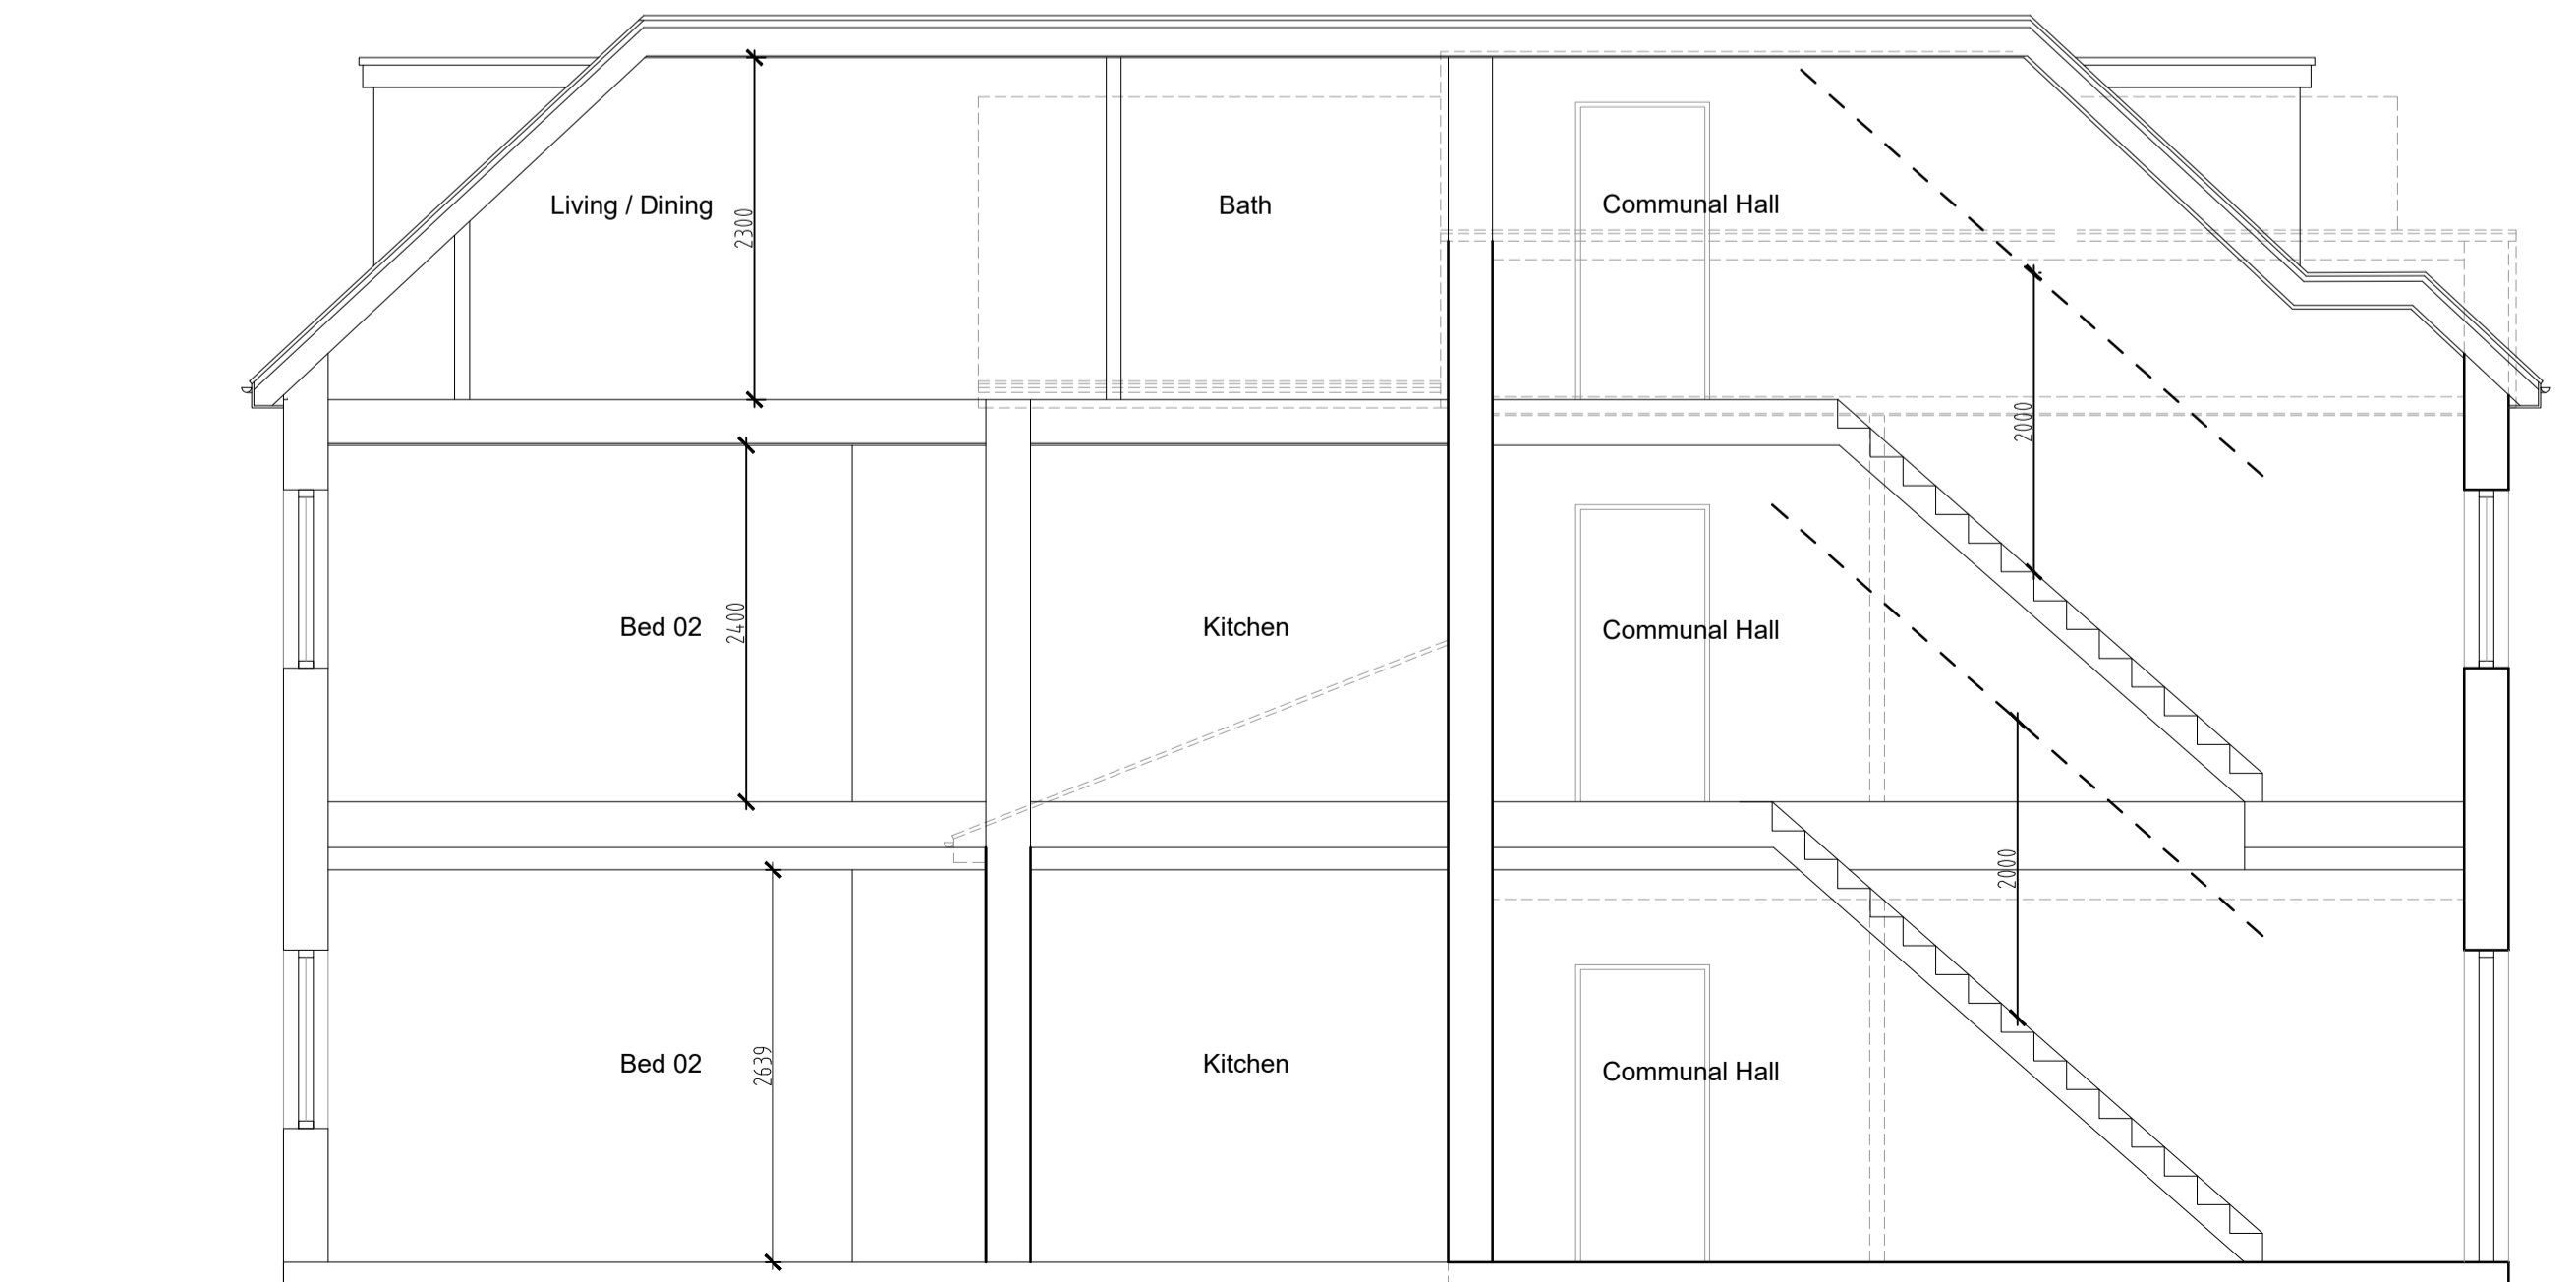 Living / Dining
2300
Bath
Communal Hall
2000
Bed 02
2400
Kitchen
Communal Hall
2000
Bed 02
2639
Kitchen
Communal Hall